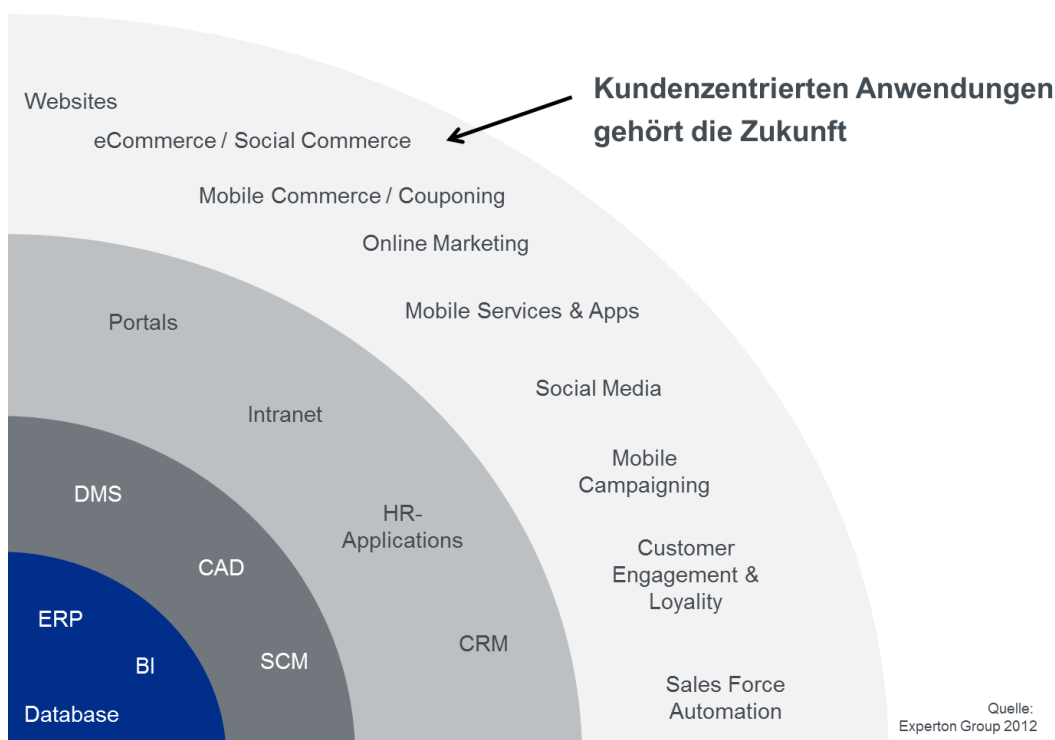 Kundenzentrierten Anwendungen
gehört die Zukunft
Websites
eCommerce / Social Commerce
Mobile Commerce / Couponing
Online Marketing
Mobile Services & Apps
Social Media
Mobile
Campaigning
Customer
Engagement &
Loyality
Sales Force
Automation
Portals
Intranet
HR-
Applications
CRM
DMS
CAD
SCM
ERP
BI
Database
Quelle:
Experton Group 2012